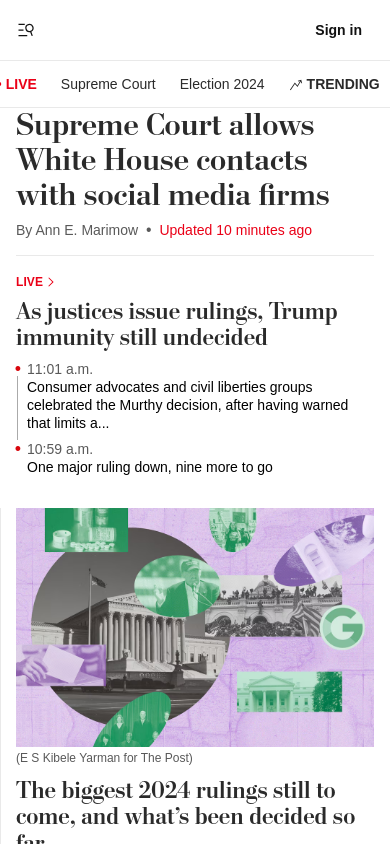 Sign in
LIVE
Supreme Court
Election 2024
TRENDING
Supreme Court allows
White House contacts
with social media firms
By Ann E. Marimow • Updated 10 minutes ago
LIVE
As justices issue rulings, Trump
immunity still undecided
11:01 a.m.
Consumer advocates and civil liberties groups
celebrated the Murthy decision, after having warned
that limits a...
10:59 a.m.
One major ruling down, nine more to go
G
(E S Kibele Yarman for The Post)
The biggest 2024 rulings still to
come, and what’s been decided so
far